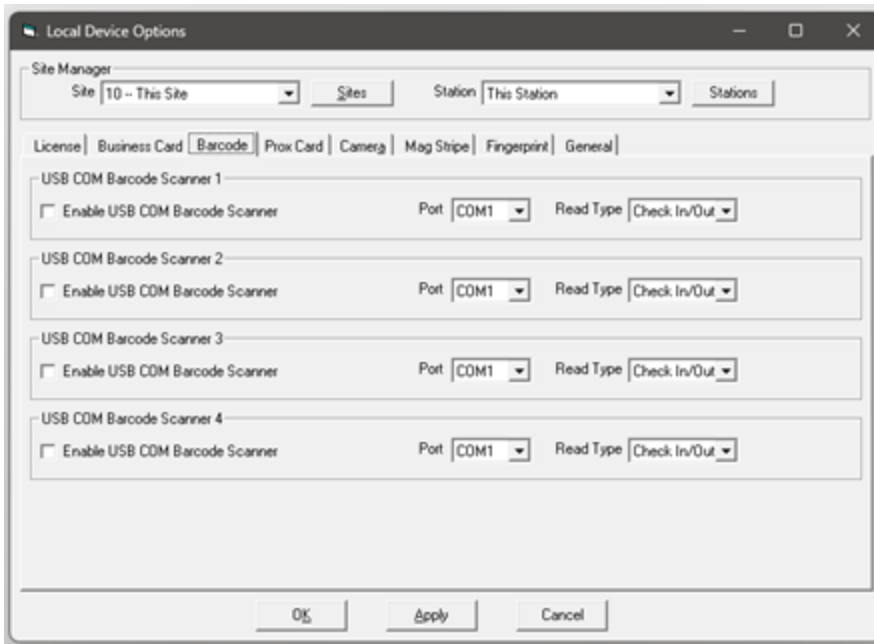 Local Device Options
Site Manager
Site 10 -- This Site Sites Station This Station Stations
License Business Card Barcode Prox Card Camera Mag Stripe Fingerprint General
USB COM Barcode Scanner 1
Enable USB COM Barcode Scanner Port COM1 Read Type Check In/Out
USB COM Barcode Scanner 2
Enable USB COM Barcode Scanner Port COM1 Read Type Check In/Out
USB COM Barcode Scanner 3
Enable USB COM Barcode Scanner Port COM1 Read Type Check In/Out
USB COM Barcode Scanner 4
Enable USB COM Barcode Scanner Port COM1 Read Type Check In/Out
OK Apply Cancel